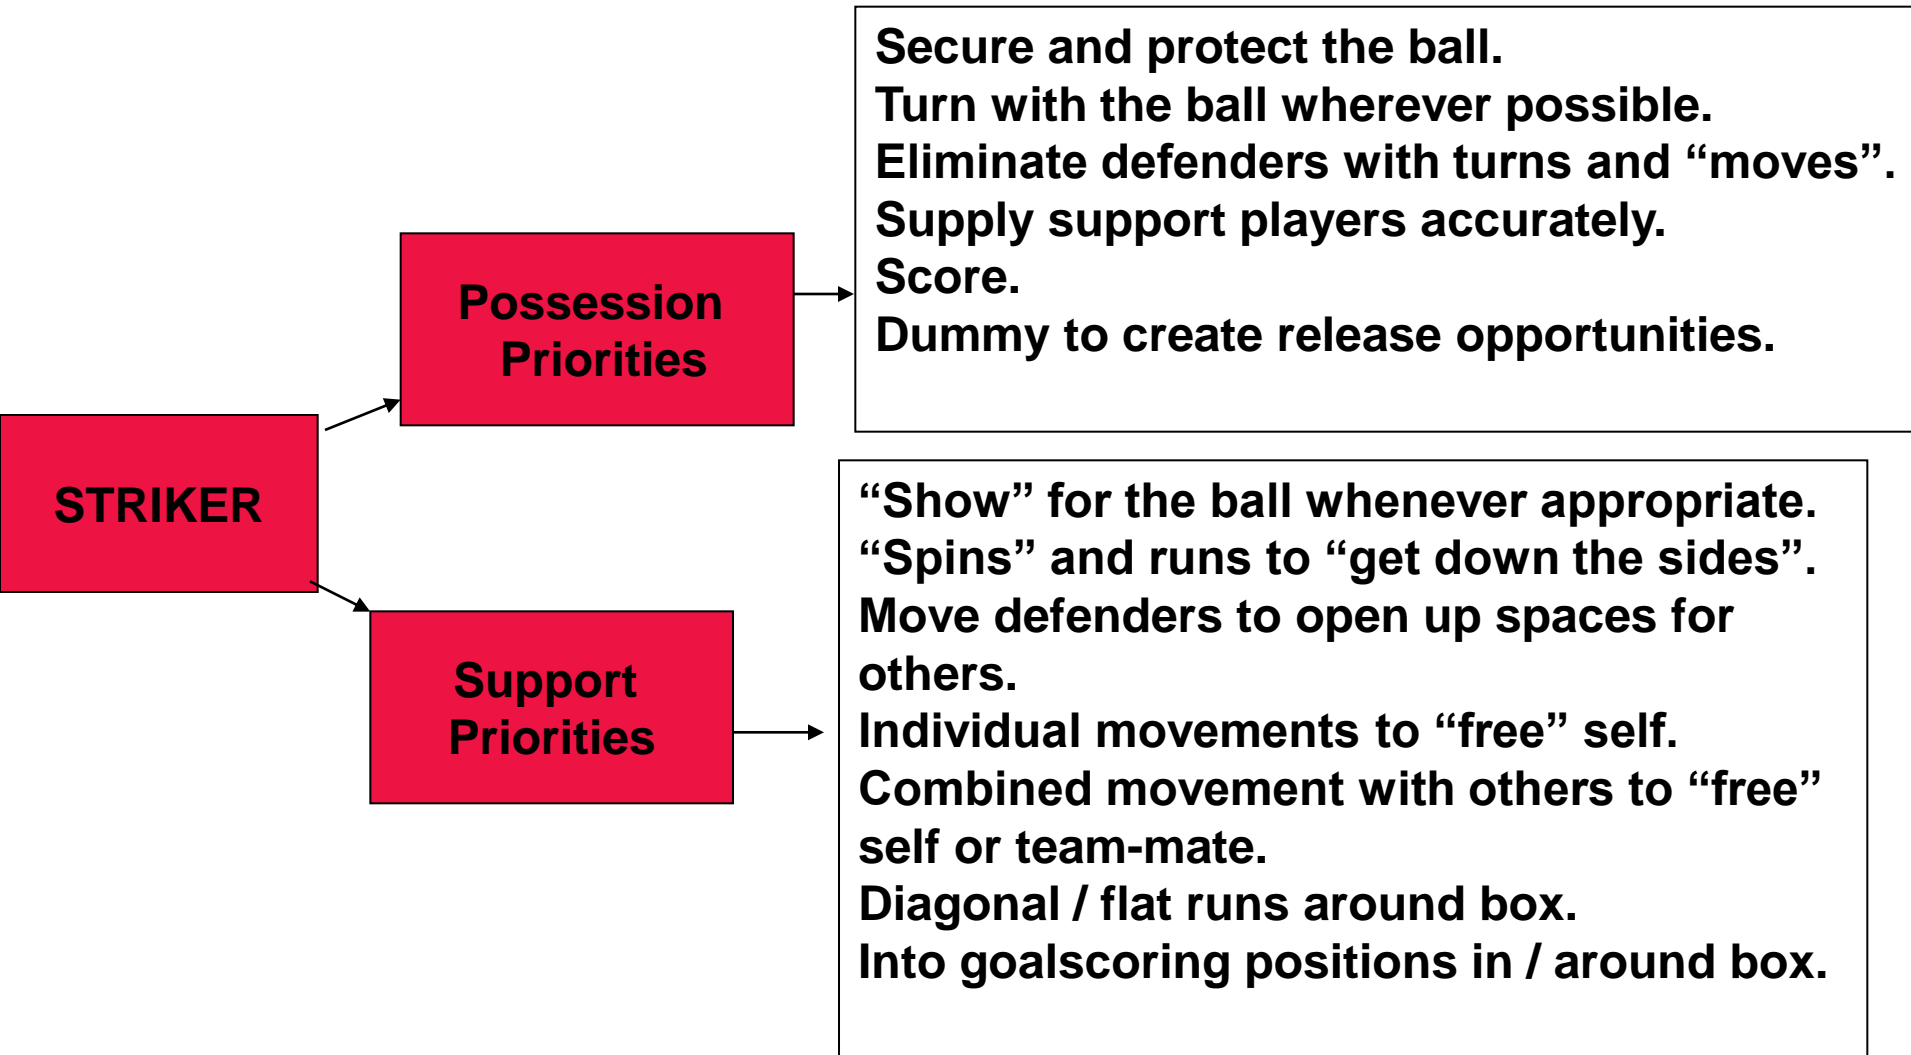 Secure and protect the ball.
Turn with the ball wherever possible.
Eliminate defenders with turns and “moves”.
Supply support players accurately.
Score.
Dummy to create release opportunities.
Possession
Priorities
STRIKER
“Show” for the ball whenever appropriate.
“Spins” and runs to “get down the sides”.
Move defenders to open up spaces for
others.
Individual movements to “free” self.
Combined movement with others to “free”
self or team-mate.
Diagonal / flat runs around box.
Into goalscoring positions in / around box.
Support
Priorities